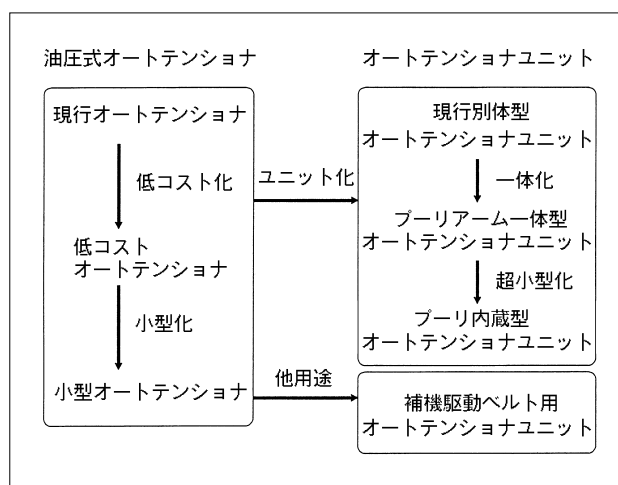 油圧式オートテンショナ
オートテンショナユニット
現行オートテンショナ
低コスト化
低コスト
オートテンショナ
小型化
小型オートテンショナ
ユニット化
他用途
現行別体型
オートテンショナユニット
一体化
プーリアーム一体型
オートテンショナユニット
超小型化
プーリ内蔵型
オートテンショナユニット
補機駆動ベルト用
オートテンショナユニット